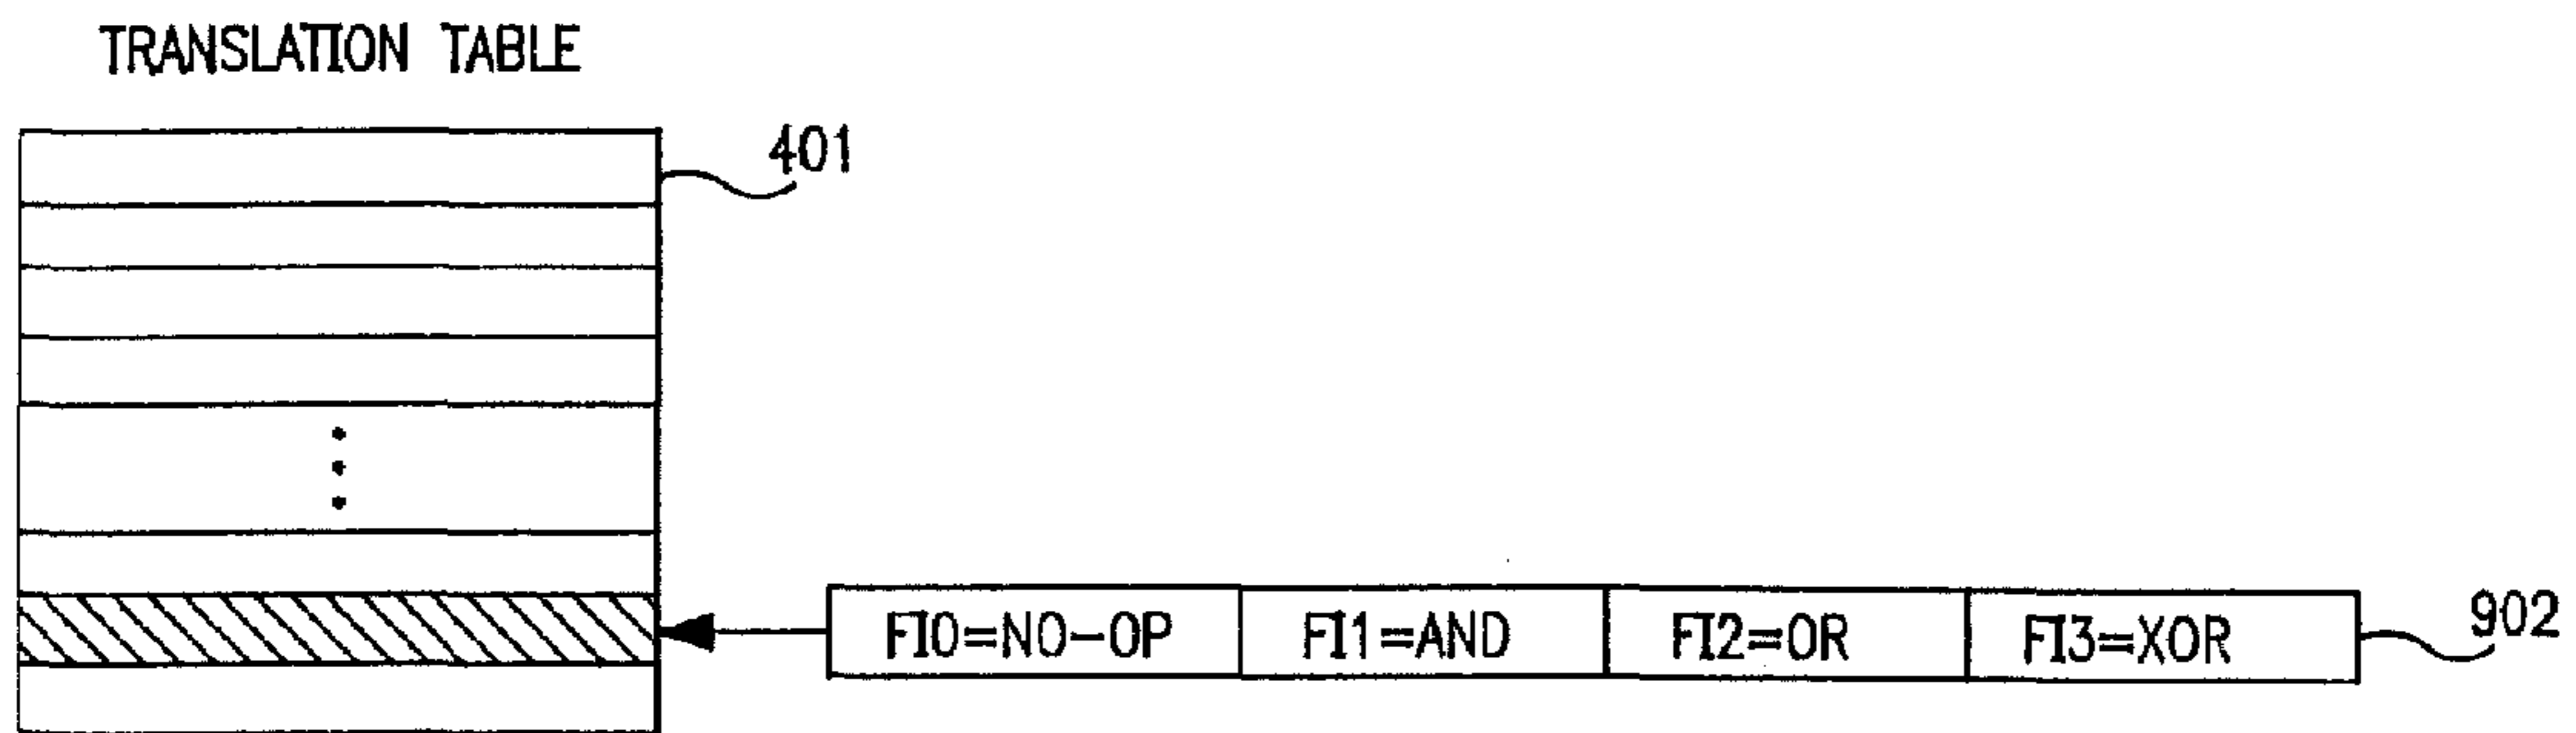 TRANSLATION TABLE
401
FI0=NO-OP FI1=AND FI2=OR FI3=XOR
902